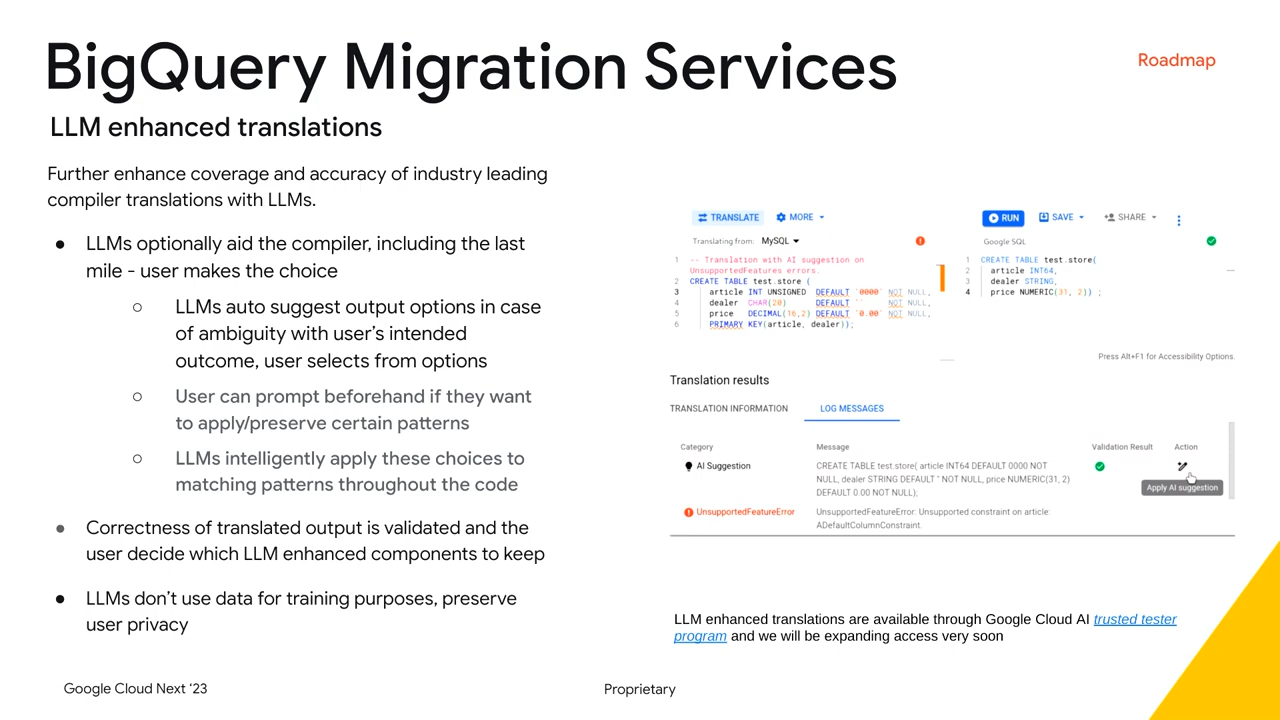 BigQuery Migration Services
Roadmap
LLM enhanced translations
Further enhance coverage and accuracy of industry leading
compiler translations with LLMs.
● LLMs optionally aid the compiler, including the last
mile - user makes the choice
○ LLMs auto suggest output options in case
of ambiguity with user’s intended
outcome, user selects from options
○ User can prompt beforehand if they want
to apply/preserve certain patterns
○ LLMs intelligently apply these choices to
matching patterns throughout the code
● Correctness of translated output is validated and the
user decide which LLM enhanced components to keep
● LLMs don’t use data for training purposes, preserve
user privacy
TRANSLATE MORE
Translating from: MySQL
1 -- Translation with AI suggestion on
UnsupportedFeatures errors.
2 CREATE TABLE test.store (
3 article INT UNSIGNED DEFAULT `0000` NOT NULL,
4 dealer CHAR(20) DEFAULT `` NOT NULL,
5 price DECIMAL(16,2) DEFAULT `0.00` NOT NULL,
6 PRIMARY KEY(article, dealer));
RUN SAVE SHARE
Google SQL
1 CREATE TABLE test.store(
2 article INT64,
3 dealer STRING,
4 price NUMERIC(31, 2)) ;
Press Alt+F1 for Accessibility Options.
Translation results
TRANSLATION INFORMATION LOG MESSAGES
Category Message Validation Result Action
AI Suggestion CREATE TABLE test.store( article INT64 DEFAULT 0000 NOT
NULL, dealer STRING DEFAULT '' NOT NULL, price NUMERIC(31, 2)
DEFAULT 0.00 NOT NULL);
Apply AI suggestion
UnsupportedFeatureError UnsupportedFeatureError: Unsupported constraint on article:
ADefaultColumnConstraint.
LLM enhanced translations are available through Google Cloud AI trusted tester
program and we will be expanding access very soon
Google Cloud Next ‘23
Proprietary